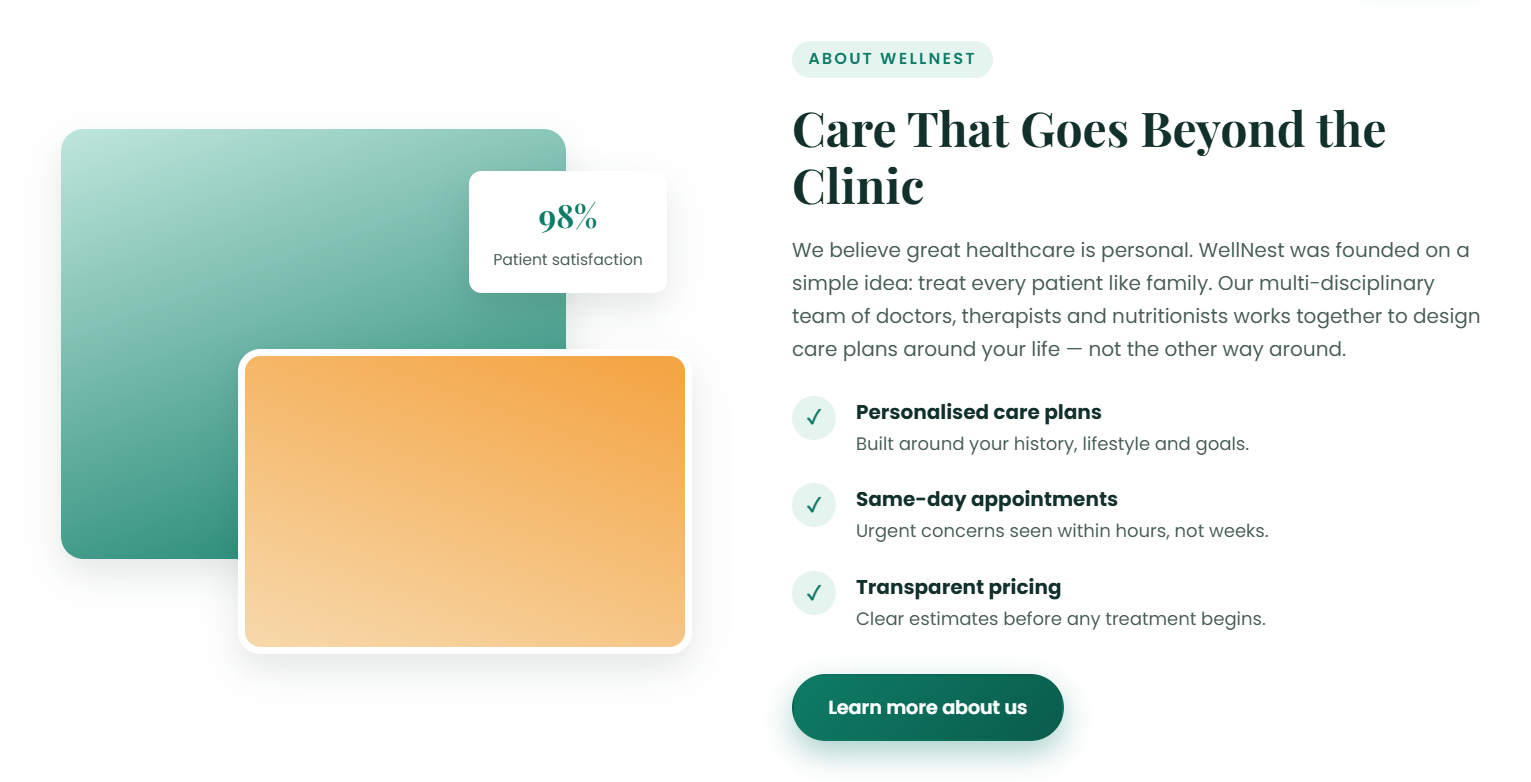 98%
Patient satisfaction
ABOUT WELLNEST
Care That Goes Beyond the
Clinic
We believe great healthcare is personal. WellNest was founded on a
simple idea: treat every patient like family. Our multi-disciplinary
team of doctors, therapists and nutritionists works together to design
care plans around your life — not the other way around.
✓ Personalised care plans
Built around your history, lifestyle and goals.
✓ Same-day appointments
Urgent concerns seen within hours, not weeks.
✓ Transparent pricing
Clear estimates before any treatment begins.
Learn more about us